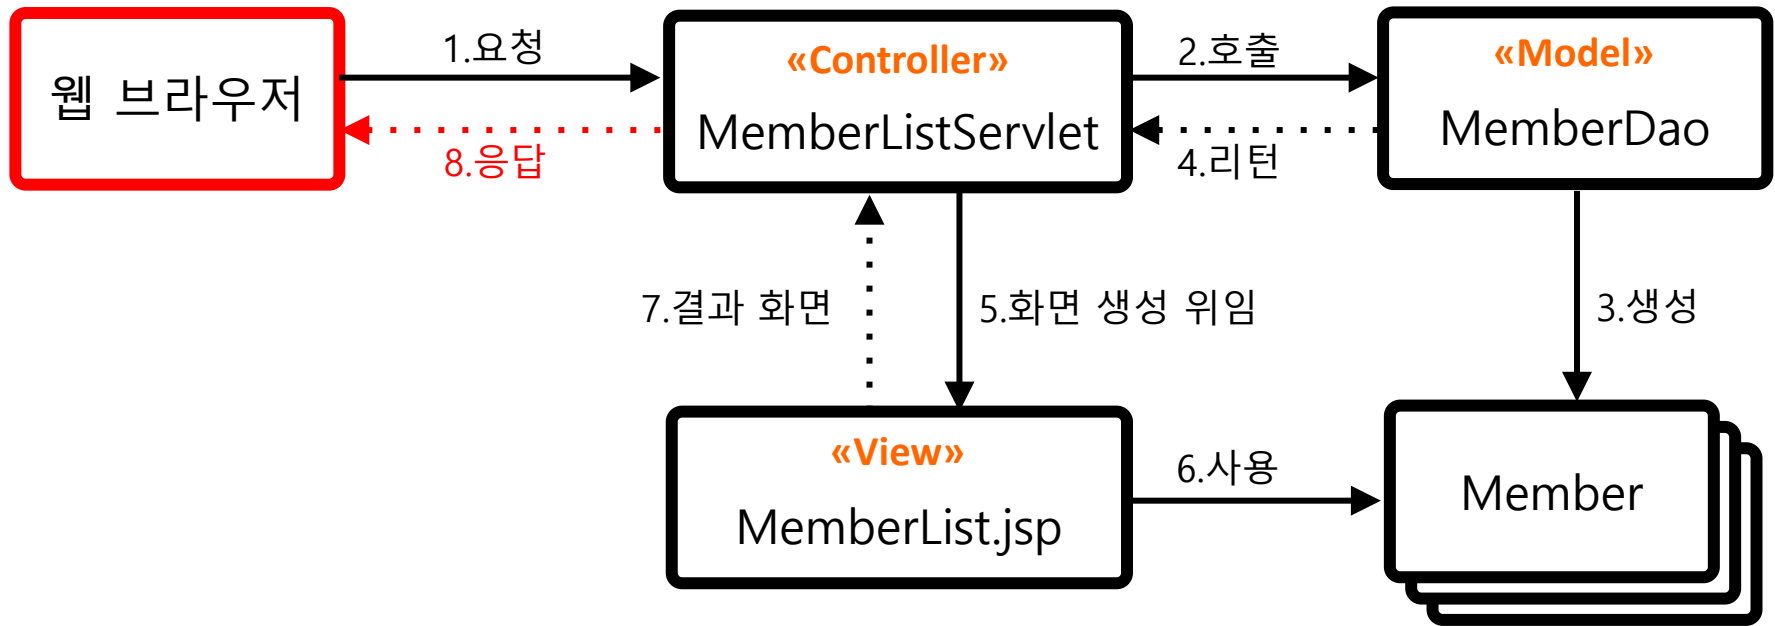 웹 브라우저
1.요청
8.응답
«Controller»
MemberListServlet
2.호출
4.리턴
«Model»
MemberDao
7.결과 화면
5.화면 생성 위임
3.생성
«View»
MemberList.jsp
6.사용
Member